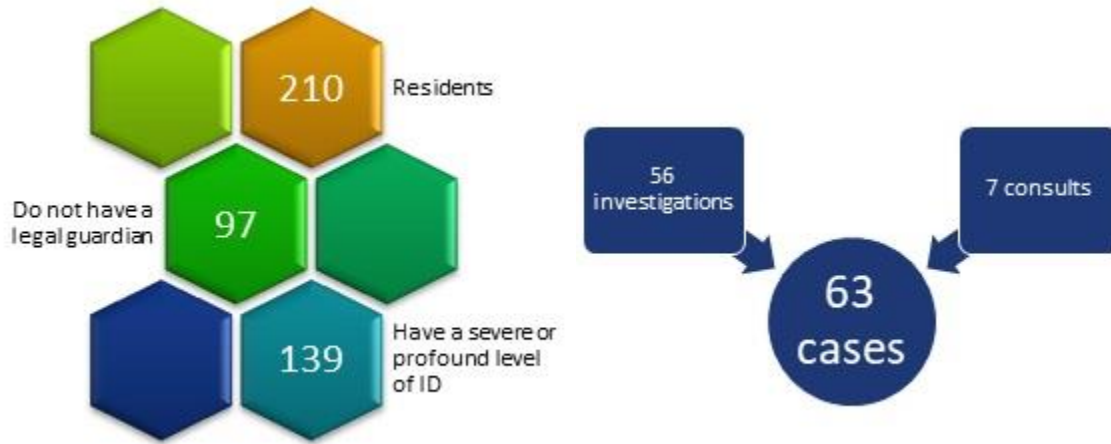 210
Residents
Do not have a
legal guardian
97
139
Have a severe or
profound level
of ID
56
investigations
7 consults
63
cases